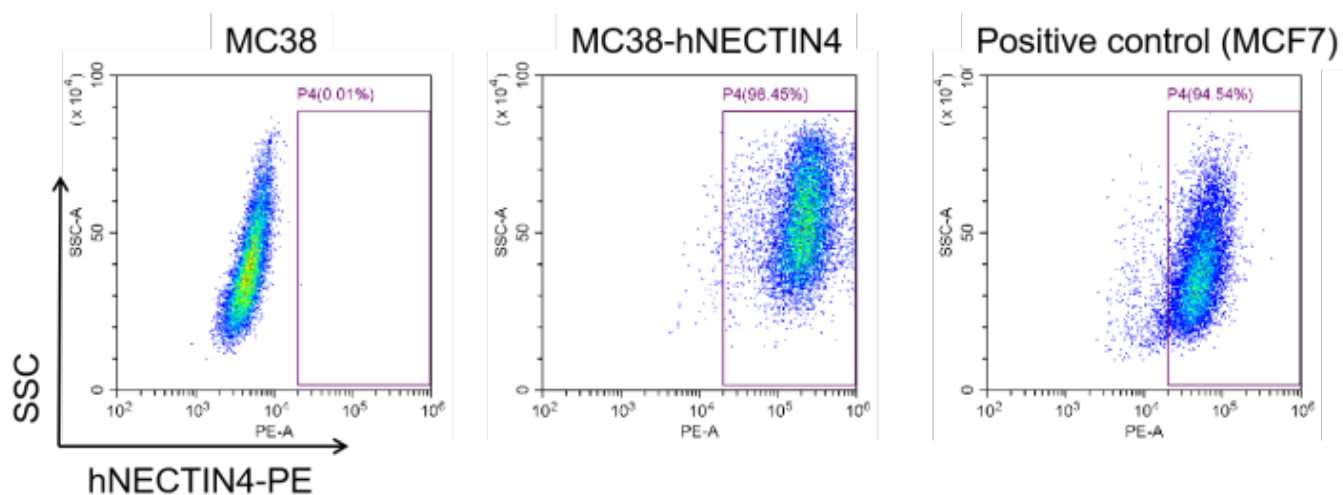 MC38
MC38-hNECTIN4
Positive control (MCF7)
(x 10⁴)
100
50
0
SSC-A
P4(0.01%)
10² 10³ 10⁴ 10⁵ 10⁶
PE-A
(x 10⁴)
100
50
0
SSC-A
P4(96.45%)
10² 10³ 10⁴ 10⁵ 10⁶
PE-A
(x 10⁴)
100
50
0
SSC-A
P4(94.54%)
10² 10³ 10⁴ 10⁵ 10⁶
PE-A
SSC
hNECTIN4-PE